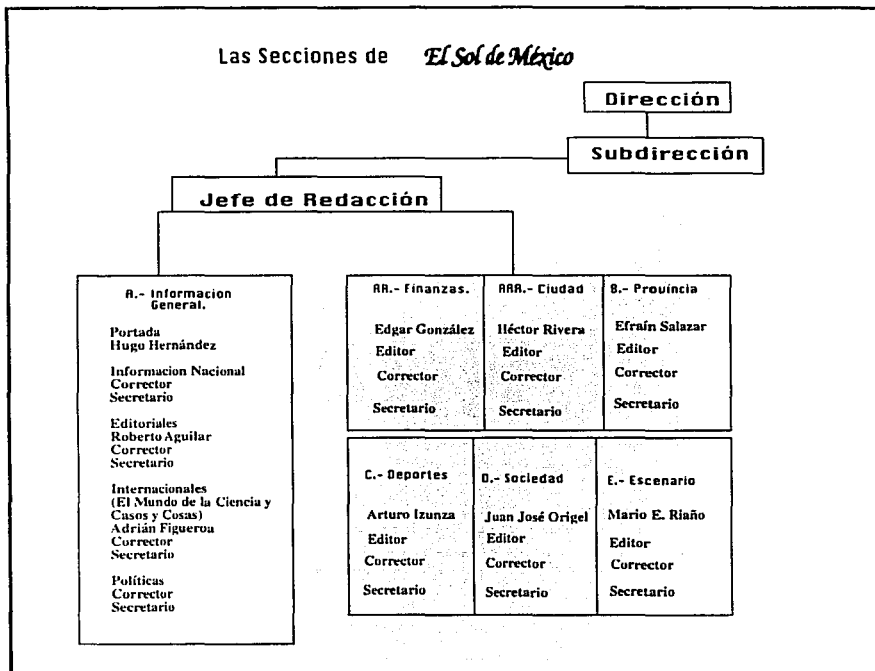 Las Secciones de El Sol de México
Dirección
Subdirección
Jefe de Redacción
A.- Informacion
General.
Portada
Hugo Hernández
Informacion Nacional
Corrector
Secretario
Editoriales
Roberto Aguilar
Corrector
Secretario
Internacionales
(El Mundo de la Ciencia y
Casos y Cosas)
Adrián Figueroa
Corrector
Secretario
Políticas
Corrector
Secretario
AA.- Finanzas.
Edgar González
Editor
Corrector
Secretario
AAA.- Ciudad
Héctor Rivera
Editor
Corrector
Secretario
B.- Província
Efraín Salazar
Editor
Corrector
Secretario
C.- Deportes
Arturo Izunza
Editor
Corrector
Secretario
D.- Sociedad
Juan José Origel
Editor
Corrector
Secretario
E.- Escenario
Mario E. Riaño
Editor
Corrector
Secretario